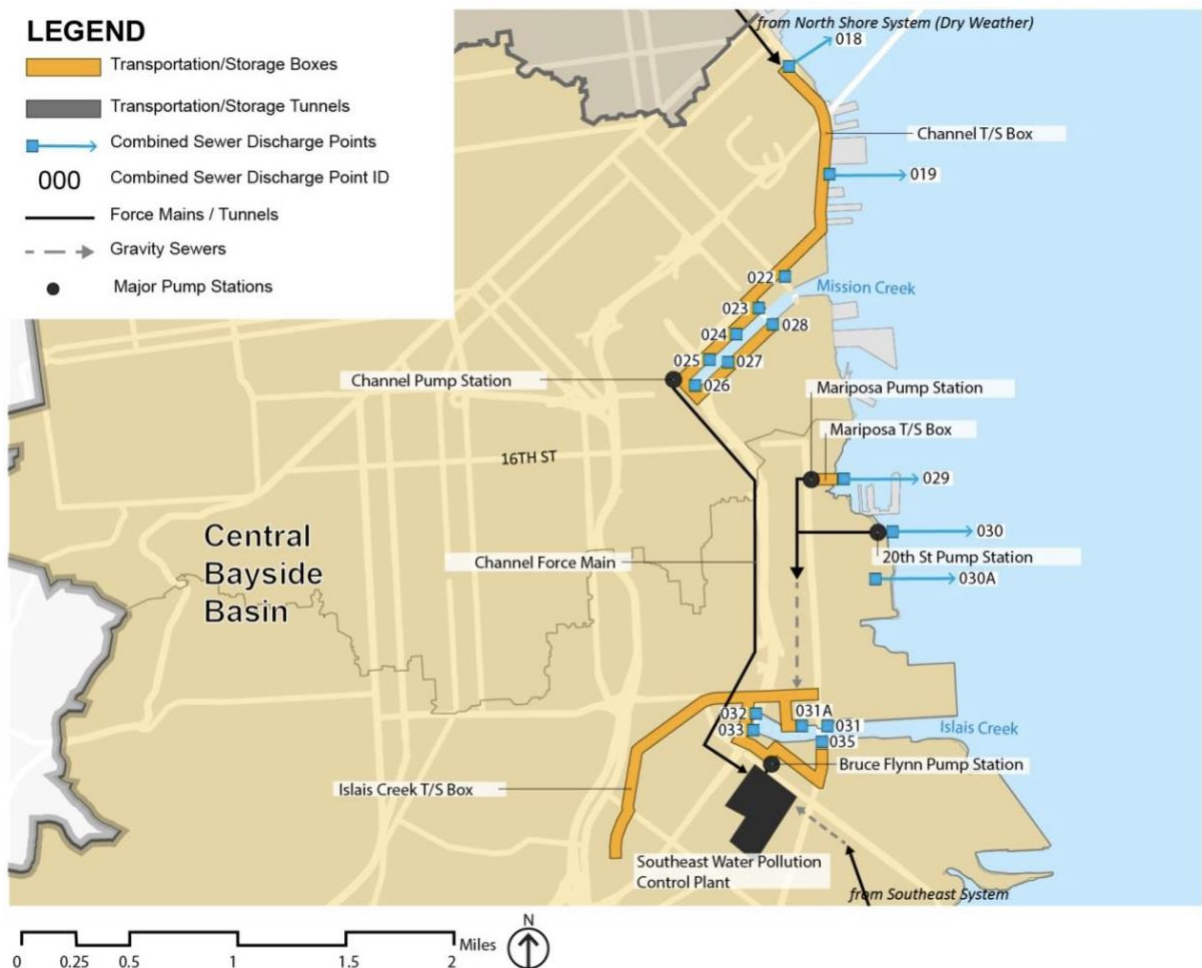 LEGEND
Transportation/Storage Boxes
Transportation/Storage Tunnels
Combined Sewer Discharge Points
000 Combined Sewer Discharge Point ID
Force Mains / Tunnels
Gravity Sewers
Major Pump Stations
from North Shore System (Dry Weather)
018
Channel T/S Box
019
022
Mission Creek
023
028
024
025
027
Channel Pump Station
026
Mariposa Pump Station
Mariposa T/S Box
16TH ST
029
Central
Bayside
Basin
030
20th St Pump Station
Channel Force Main
030A
032
031A
031
Islais Creek
033
035
Bruce Flynn Pump Station
Islais Creek T/S Box
Southeast Water Pollution
Control Plant
from Southeast System
N
Miles
0 0.25 0.5 1 1.5 2